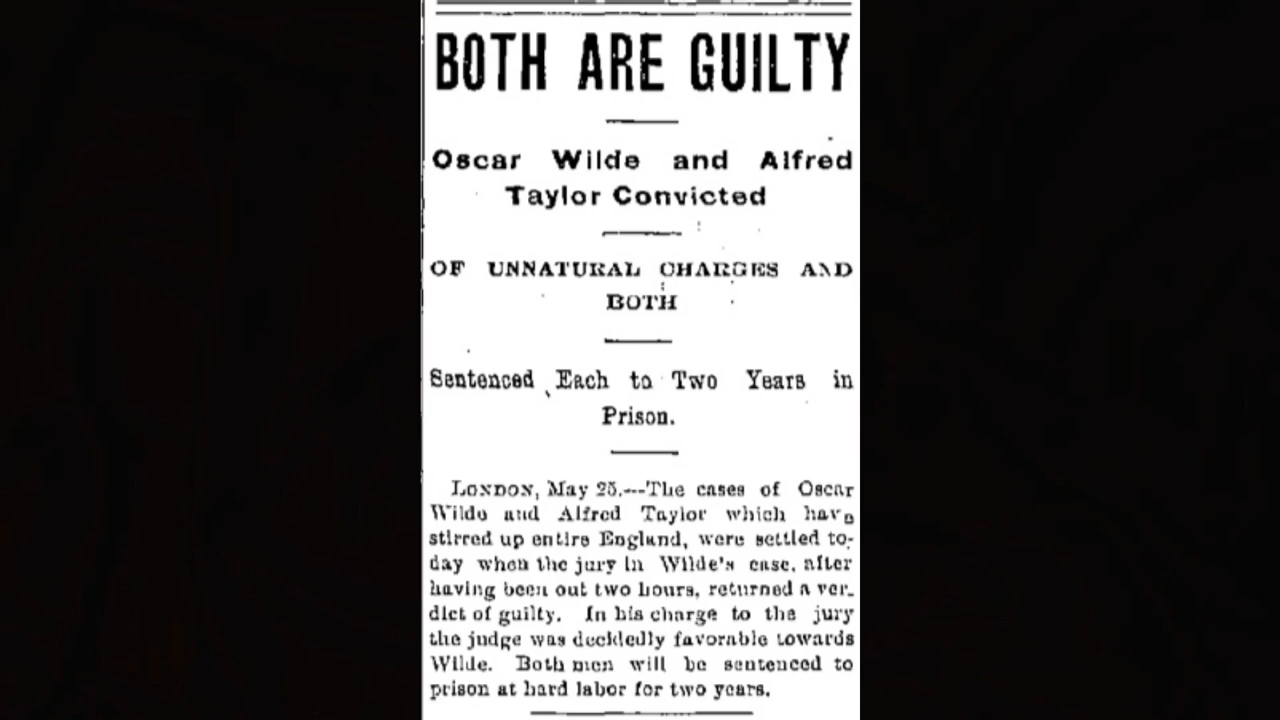 BOTH ARE GUILTY
Oscar Wilde and Alfred
Taylor Convicted
OF UNNATURAL CHARGES AND
BOTH
Sentenced Each to Two Years in
Prison.
LONDON, May 25.---The cases of Oscar
Wilde and Alfred Taylor which have
stirred up entire England, were settled to-
day when the jury in Wilde's case, after
having been out two hours, returned a ver-
dict of guilty. In his charge to the jury
the judge was decidedly favorable towards
Wilde. Both men will be sentenced to
prison at hard labor for two years.